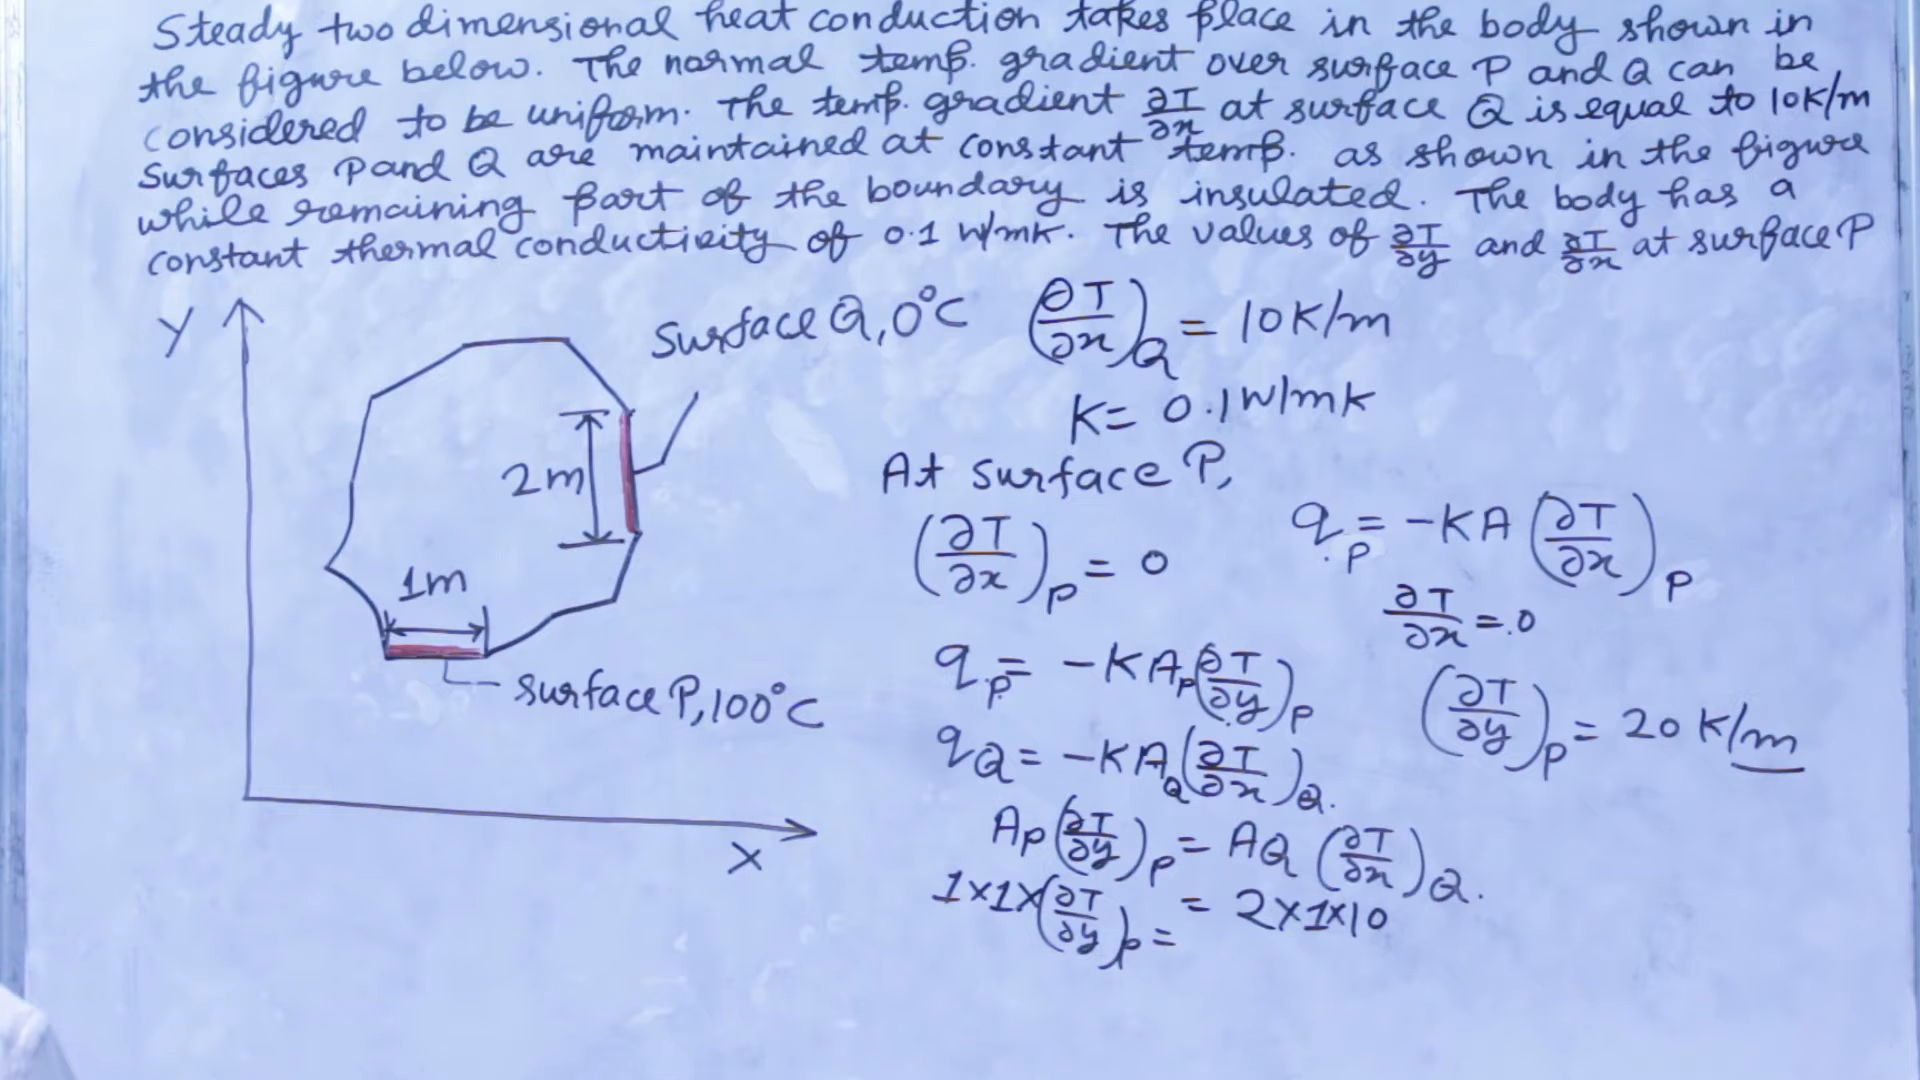 Steady two dimensional heat conduction takes place in the body shown in
the figure below. The normal temp. gradient over surface P and Q can be
considered to be uniform. The temp. gradient ∂T/∂x at surface Q is equal to 10K/m
Surfaces P and Q are maintained at constant temp. as shown in the figure
while remaining part of the boundary is insulated. The body has a
constant thermal conductivity of 0.1 W/mK. The values of ∂T/∂y and ∂T/∂x at surface P
Y
Surface Q, 0°C
(∂T/∂x)Q = 10K/m
K = 0.1W/mK
2m
At surface P,
(∂T/∂x)P = 0
qP = -KA (∂T/∂x)P
1m
∂T/∂x = 0
qP = -KAP(∂T/∂y)P
(∂T/∂y)P = 20 K/m
surface P, 100°C
qQ = -KAQ(∂T/∂x)Q.
AP(∂T/∂y)P = AQ (∂T/∂x)Q.
X
1×1×(∂T/∂y)P = = 2×1×10